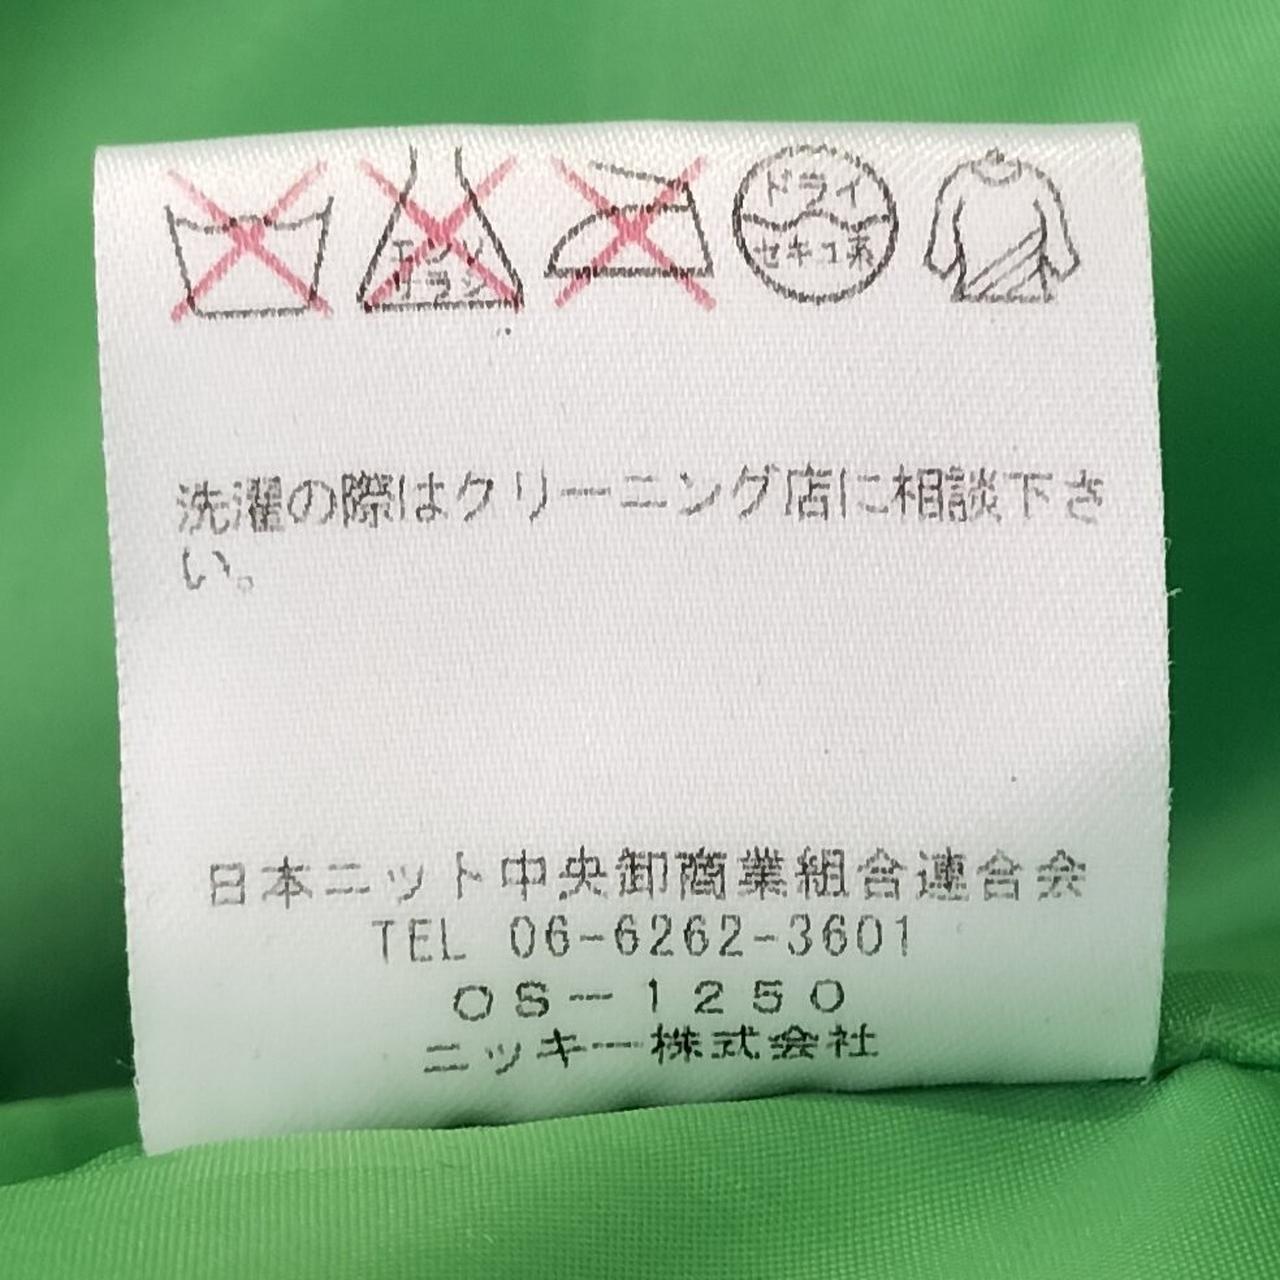 エンソ
サラシ
ドライ
セキユ系
洗濯の際はクリーニング店に相談下さ
い。
日本ニット中央卸商業組合連合会
TEL 06-6262-3601
OS-1250
ニッキー株式会社